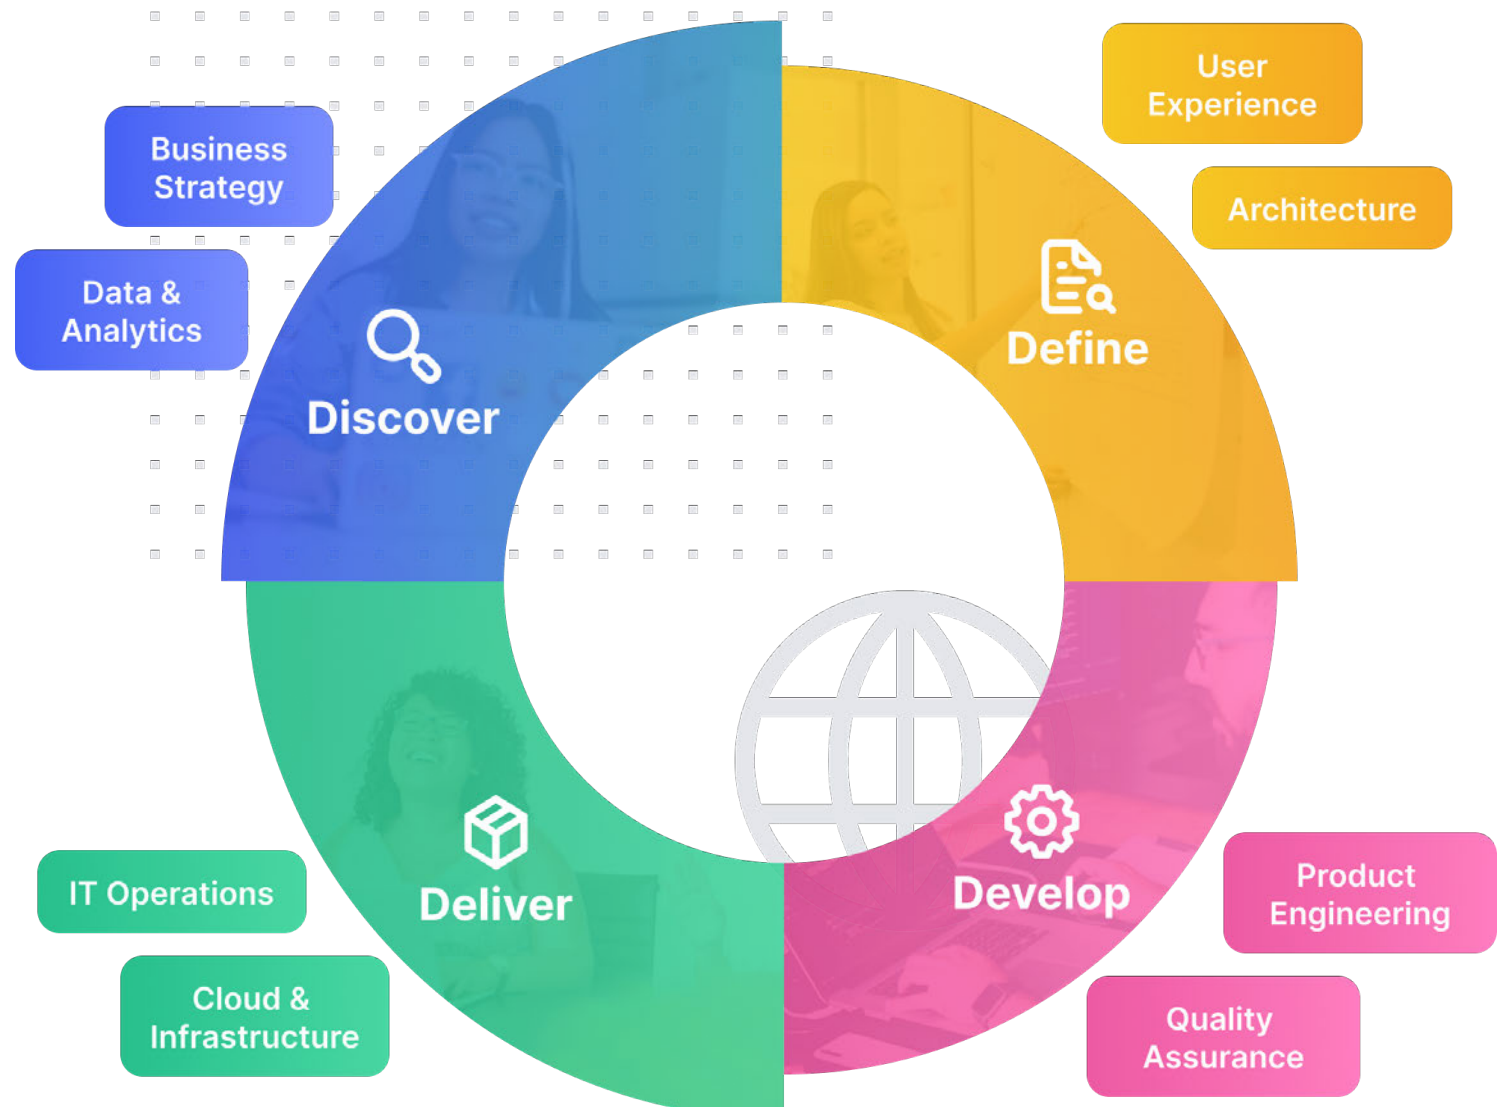 Business
Strategy
Data &
Analytics
Discover
User
Experience
Architecture
Define
Product
Engineering
Quality
Assurance
Develop
IT Operations
Cloud &
Infrastructure
Deliver